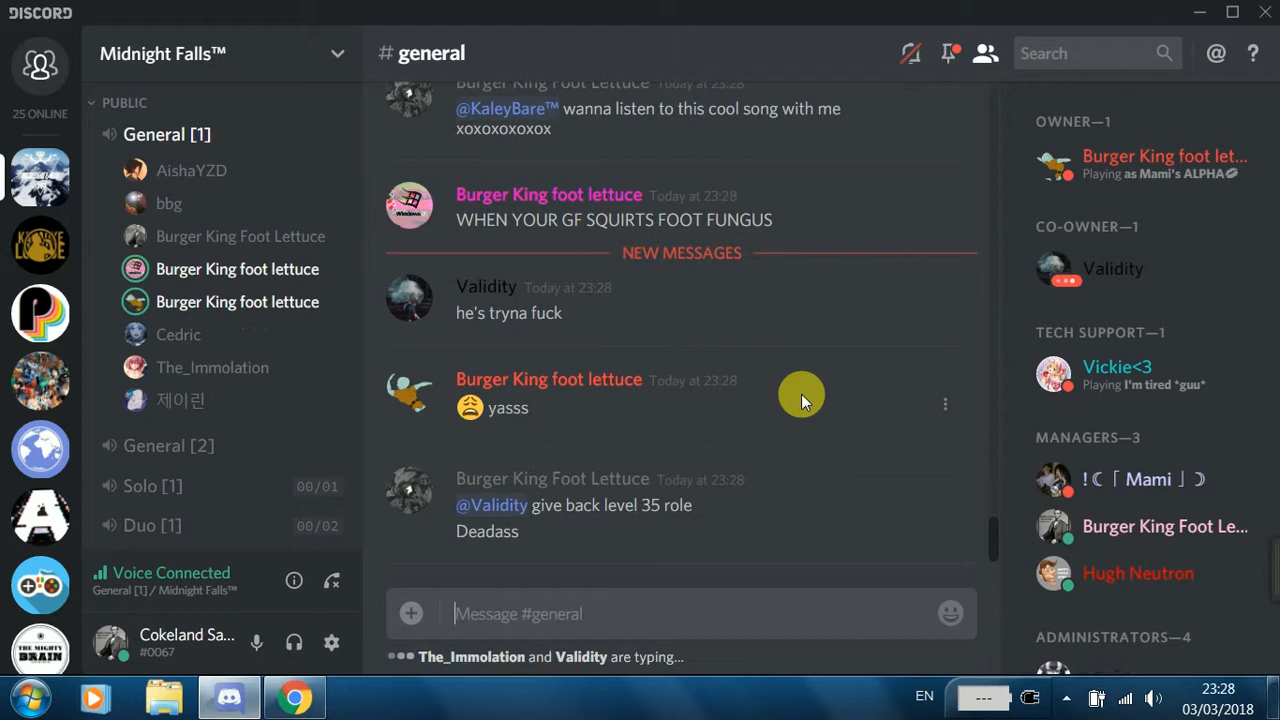 DISCORD
25 ONLINE
Midnight Falls™
PUBLIC
General [1]
AishaYZD
bbg
Burger King Foot Lettuce
Burger King foot lettuce
Burger King foot lettuce
Cedric
The_Immolation
제이린
General [2]
Solo [1] 00/01
Duo [1] 00/02
Voice Connected
General [1] / Midnight Falls™
Cokeland Sa...
#0067
# general
Search
@ ?
Burger King foot lettuce Today at 23:28
@KaleyBare™ wanna listen to this cool song with me
xoxoxoxoxox
Burger King foot lettuce Today at 23:28
WHEN YOUR GF SQUIRTS FOOT FUNGUS
NEW MESSAGES
Validity Today at 23:28
he's tryna fuck
Burger King foot lettuce Today at 23:28
yasss
Burger King Foot Lettuce Today at 23:28
@Validity give back level 35 role
Deadass
Message #general
The_Immolation and Validity are typing...
OWNER—1
Burger King foot let...
Playing as Mami's ALPHA
CO-OWNER—1
Validity
TECH SUPPORT—1
Vickie<3
Playing I'm tired *guu*
MANAGERS—3
! ☾ 「 Mami 」 ☽
Burger King Foot Le...
Hugh Neutron
ADMINISTRATORS—4
THE MIGHTY
BRAIN
EN
---
23:28
03/03/2018